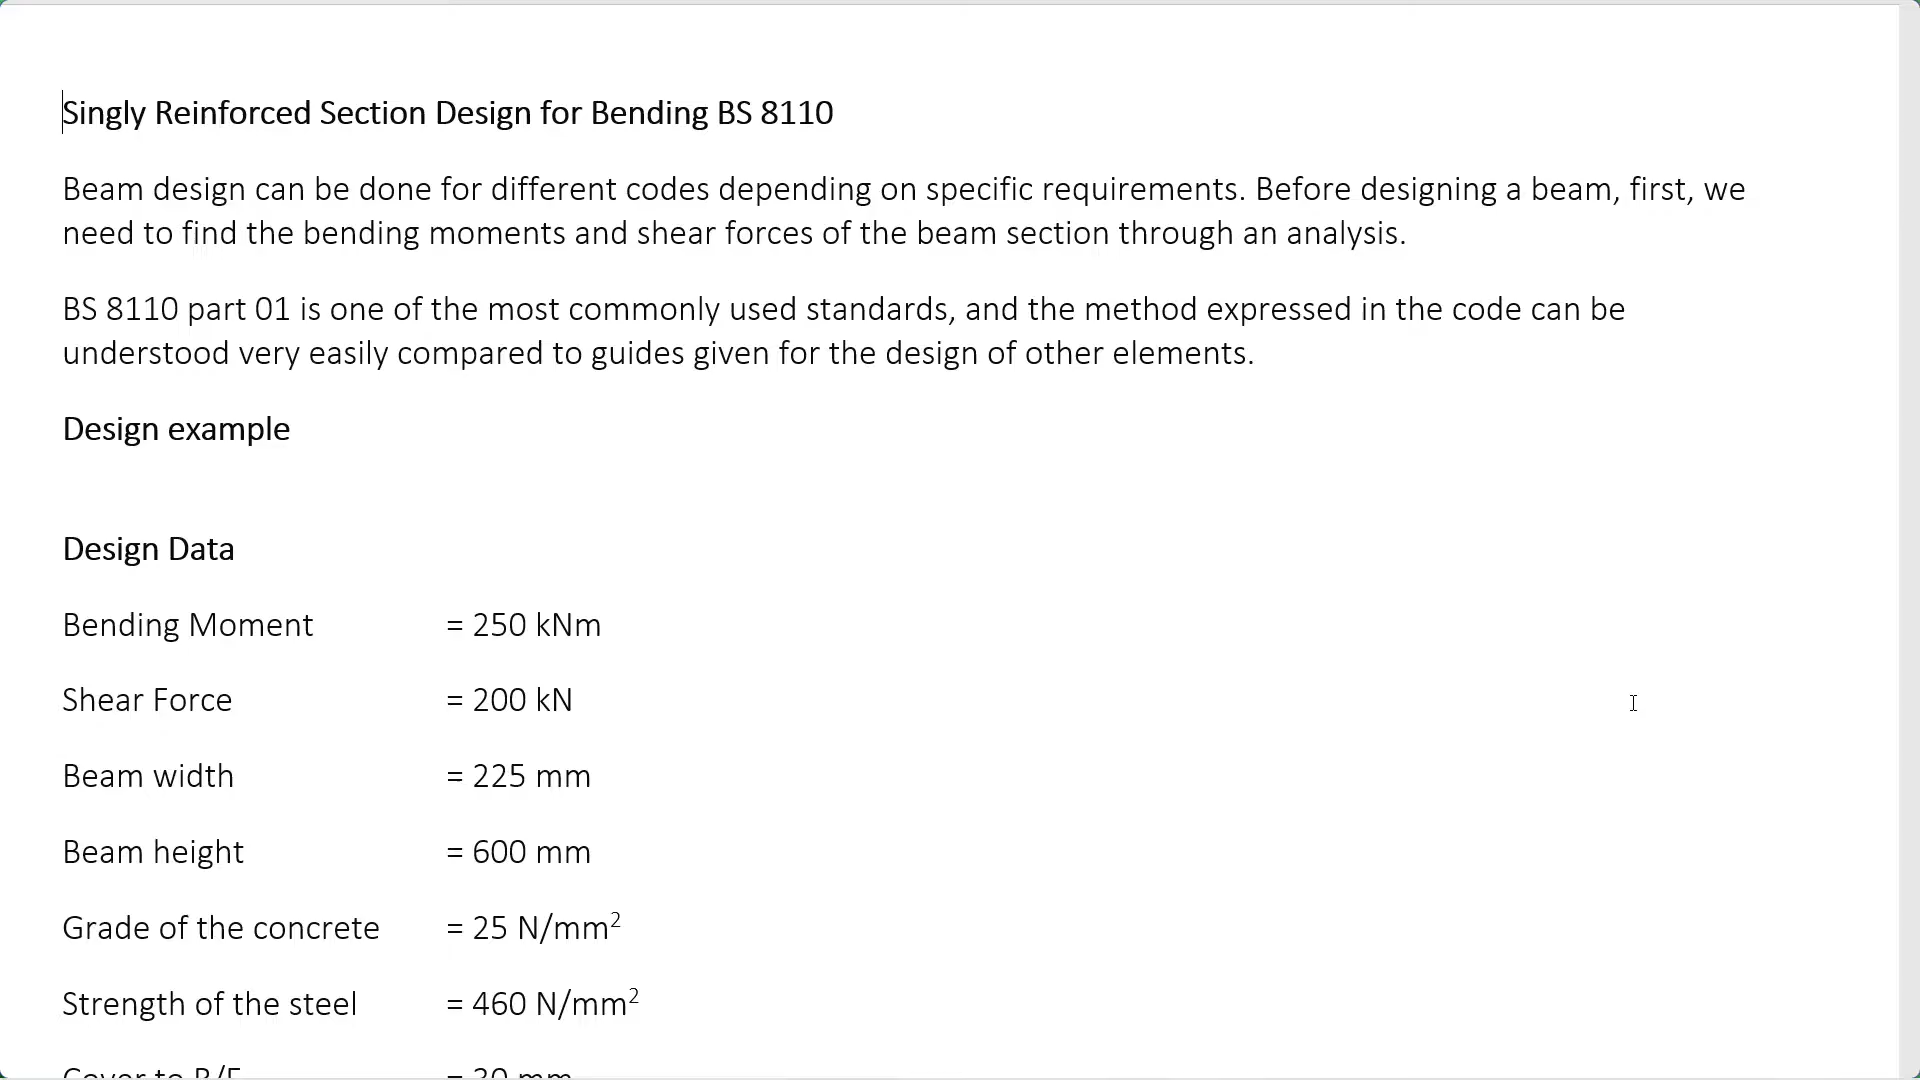 Singly Reinforced Section Design for Bending BS 8110
Beam design can be done for different codes depending on specific requirements. Before designing a beam, first, we
need to find the bending moments and shear forces of the beam section through an analysis.
BS 8110 part 01 is one of the most commonly used standards, and the method expressed in the code can be
understood very easily compared to guides given for the design of other elements.
Design example
Design Data
Bending Moment = 250 kNm
Shear Force = 200 kN
Beam width = 225 mm
Beam height = 600 mm
Grade of the concrete = 25 N/mm²
Strength of the steel = 460 N/mm²
Cover to R/F